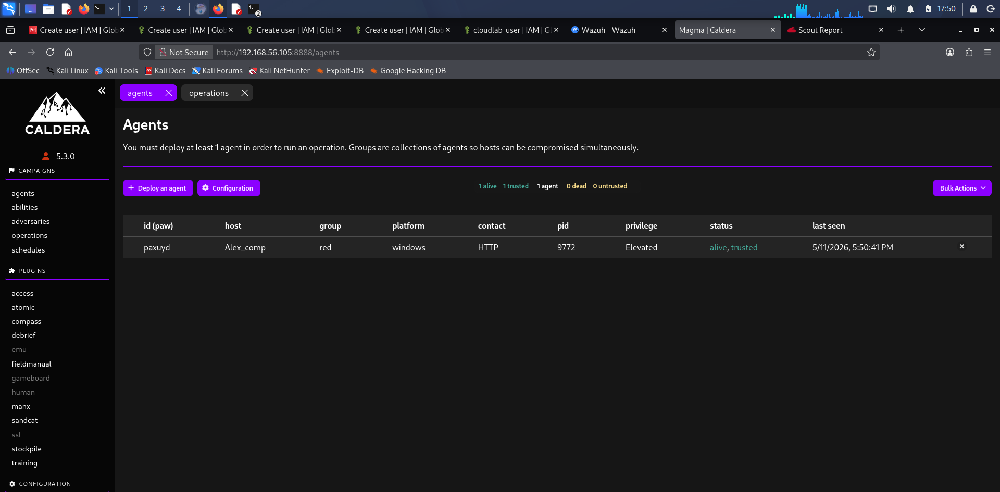 1 2 3 4 2 17:50
Create user | IAM | Glob Create user | IAM | Glob Create user | IAM | Glob Create user | IAM | Glob cloudlab-user | IAM | Gl Wazuh - Wazuh Magma | Caldera Scout Report
Not Secure http://192.168.56.105:8888/agents
OffSec Kali Linux Kali Tools Kali Docs Kali Forums Kali NetHunter Exploit-DB Google Hacking DB
CALDERA
5.3.0
CAMPAIGNS
agents
abilities
adversaries
operations
schedules
PLUGINS
access
atomic
compass
debrief
emu
fieldmanual
gameboard
human
manx
sandcat
ssl
stockpile
training
CONFIGURATION
agents operations
Agents
You must deploy at least 1 agent in order to run an operation. Groups are collections of agents so hosts can be compromised simultaneously.
Deploy an agent Configuration 1 alive 1 trusted 1 agent 0 dead 0 untrusted Bulk Actions
id (paw) host group platform contact pid privilege status last seen
paxuyd Alex_comp red windows HTTP 9772 Elevated alive, trusted 5/11/2026, 5:50:41 PM